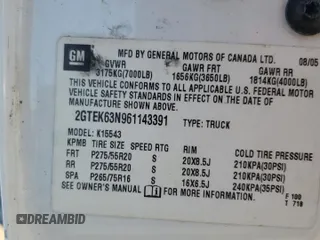 GM
MFD BY GENERAL MOTORS OF CANADA LTD. 08/05
GVWR GAWR FRT GAWR RR
3175KG(7000LB) 1656KG(3650LB) 1814KG(4000LB)
THIS VEHICLE CONFORMS TO ALL APPLICABLE U.S. FEDERAL MOTOR
VEHICLE SAFETY STANDARDS IN EFFECT ON THE DATE OF
MANUFACTURE SHOWN ABOVE.
2GTEK63N961143391 TYPE: TRUCK
MODEL: K15543
KPMB TIRE SIZE SPEED RTG RIM COLD TIRE PRESSURE
FRT P275/55R20 S 20X8.5J 210KPA(30PSI)
RR P275/55R20 S 20X8.5J 210KPA(30PSI)
SPA P265/75R16 S 16X6.5J 240KPA(35PSI)
SEE OWNER'S MANUAL FOR MORE INFORMATION.
F 100
T 710
DREAMBID